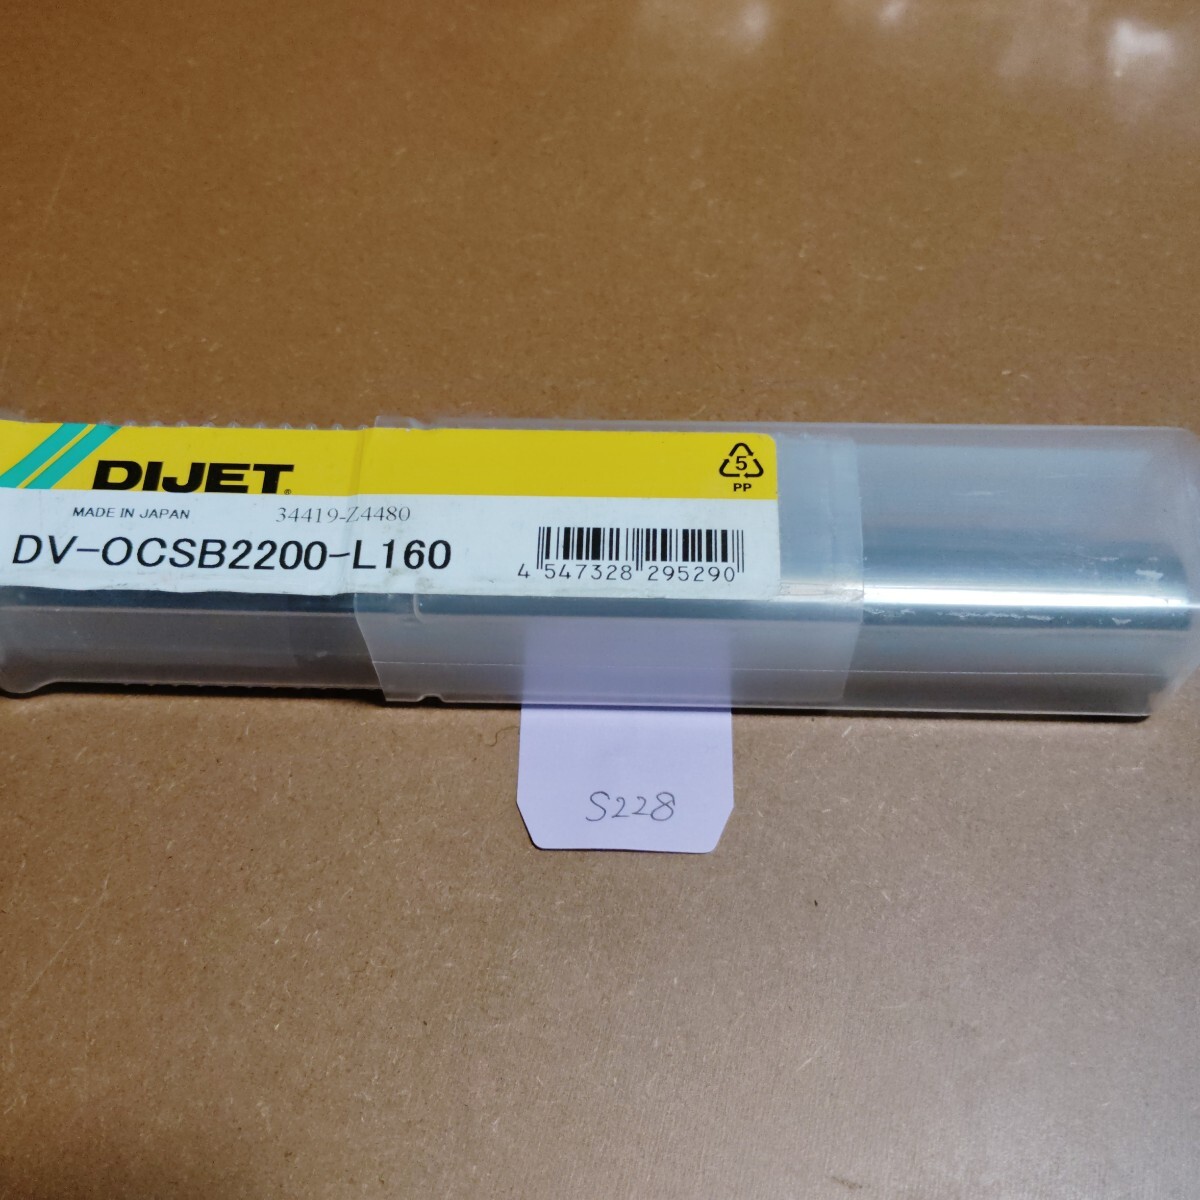 DIJET®
5
PP
MADE IN JAPAN 34419-Z4480
DV-OCSB2200-L160
4 547328 295290
S228